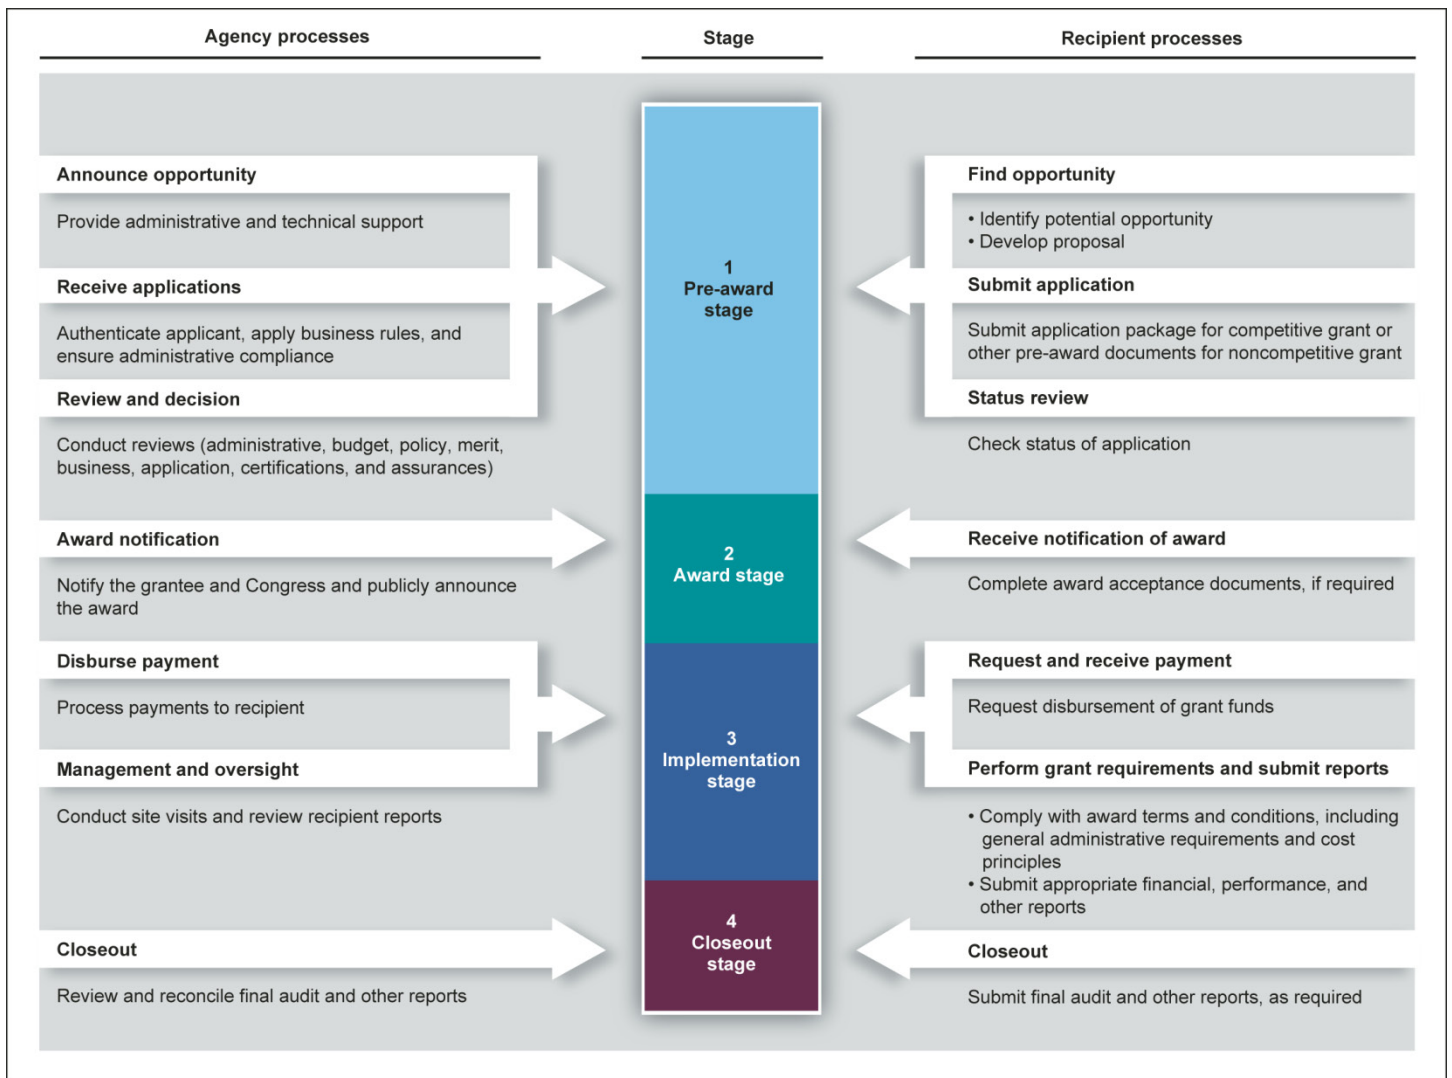 Agency processes
Stage
Recipient processes
Announce opportunity
Provide administrative and technical support
Receive applications
Authenticate applicant, apply business rules, and
ensure administrative compliance
Review and decision
Conduct reviews (administrative, budget, policy, merit,
business, application, certifications, and assurances)
1
Pre-award
stage
Find opportunity
• Identify potential opportunity
• Develop proposal
Submit application
Submit application package for competitive grant or
other pre-award documents for noncompetitive grant
Status review
Check status of application
Award notification
Notify the grantee and Congress and publicly announce
the award
2
Award stage
Receive notification of award
Complete award acceptance documents, if required
Disburse payment
Process payments to recipient
Management and oversight
Conduct site visits and review recipient reports
3
Implementation
stage
Request and receive payment
Request disbursement of grant funds
Perform grant requirements and submit reports
• Comply with award terms and conditions, including
general administrative requirements and cost
principles
• Submit appropriate financial, performance, and
other reports
Closeout
Review and reconcile final audit and other reports
4
Closeout
stage
Closeout
Submit final audit and other reports, as required